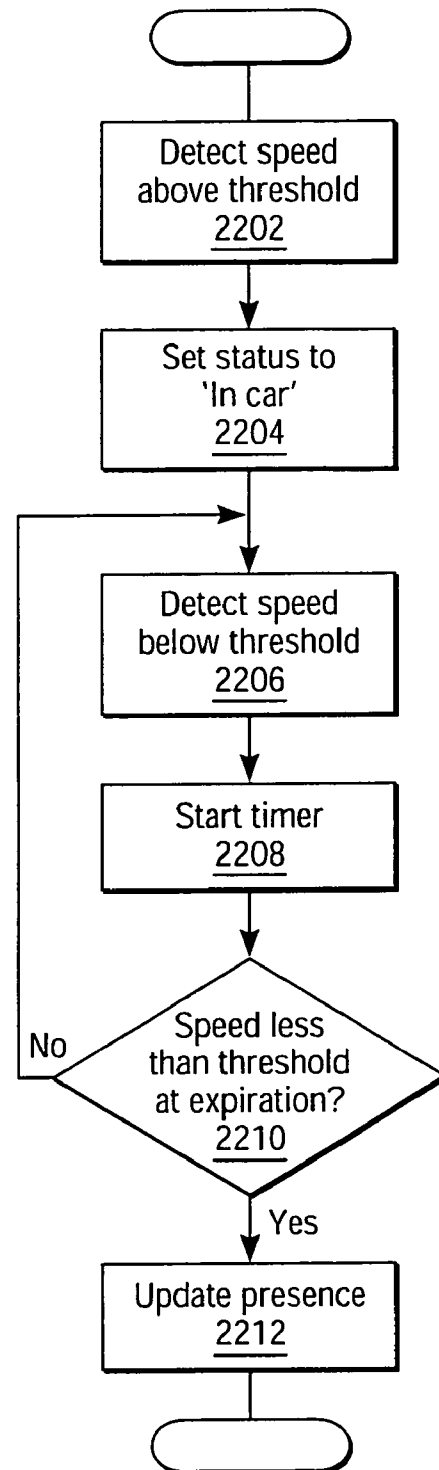 Detect speed
above threshold
2202
Set status to
'In car'
2204
Detect speed
below threshold
2206
Start timer
2208
Speed less
than threshold
at expiration?
2210
No
Yes
Update presence
2212